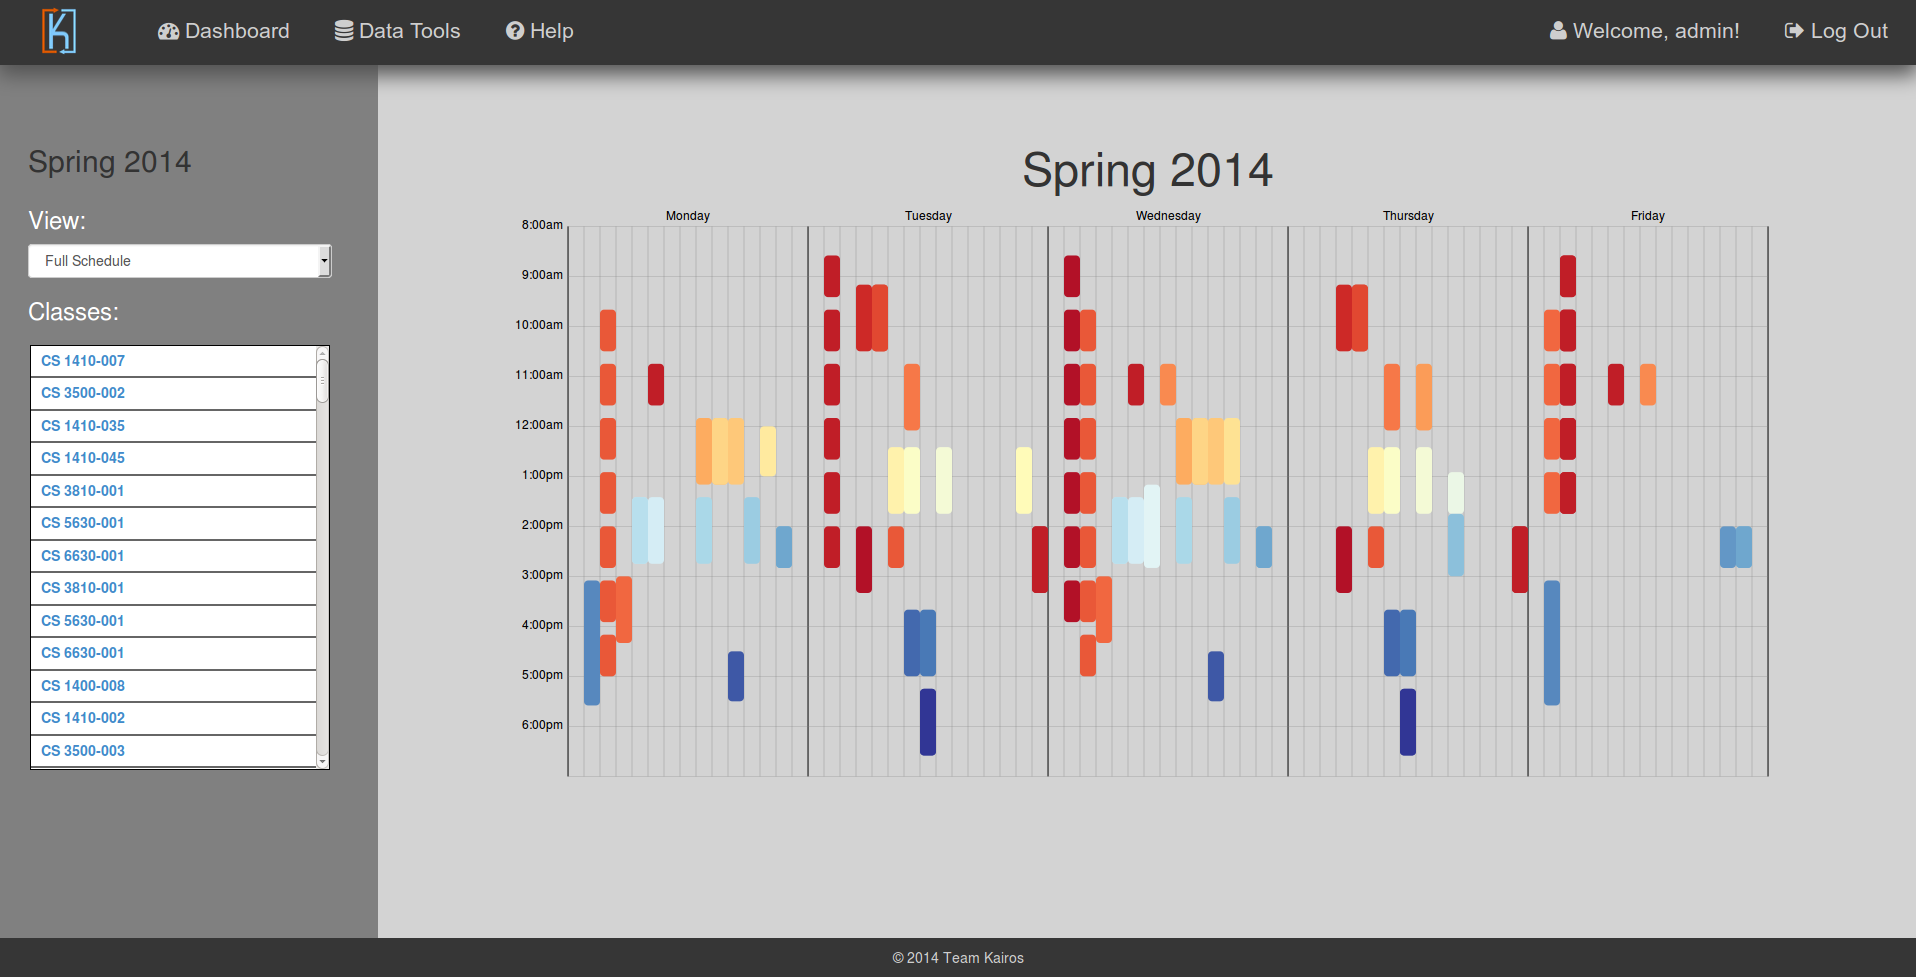 K Dashboard Data Tools Help Welcome, admin! Log Out
Spring 2014
View:
Full Schedule
Classes:
CS 1410-007
CS 3500-002
CS 1410-035
CS 1410-045
CS 3810-001
CS 5630-001
CS 6630-001
CS 3810-001
CS 5630-001
CS 6630-001
CS 1400-008
CS 1410-002
CS 3500-003
Spring 2014
Monday Tuesday Wednesday Thursday Friday
8:00am
9:00am
10:00am
11:00am
12:00am
1:00pm
2:00pm
3:00pm
4:00pm
5:00pm
6:00pm
© 2014 Team Kairos